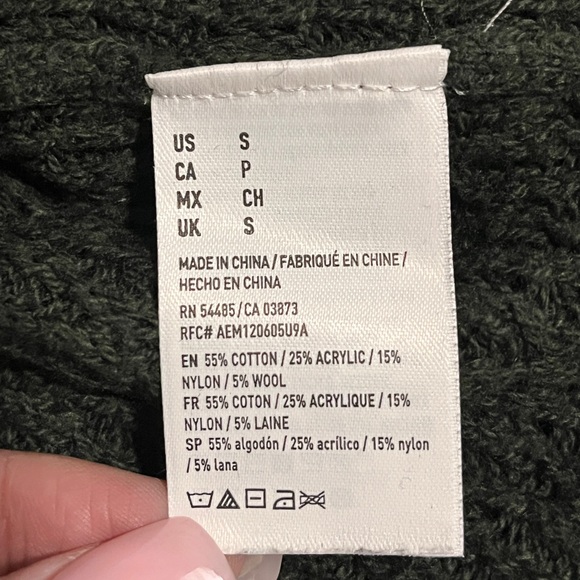 US S
CA P
MX CH
UK S
MADE IN CHINA / FABRIQUÉ EN CHINE /
HECHO EN CHINA
RN 54485 / CA 03873
RFC# AEM120605U9A
EN 55% COTTON / 25% ACRYLIC / 15%
NYLON / 5% WOOL
FR 55% COTON / 25% ACRYLIQUE / 15%
NYLON / 5% LAINE
SP 55% algodón / 25% acrílico / 15% nylon
/ 5% lana